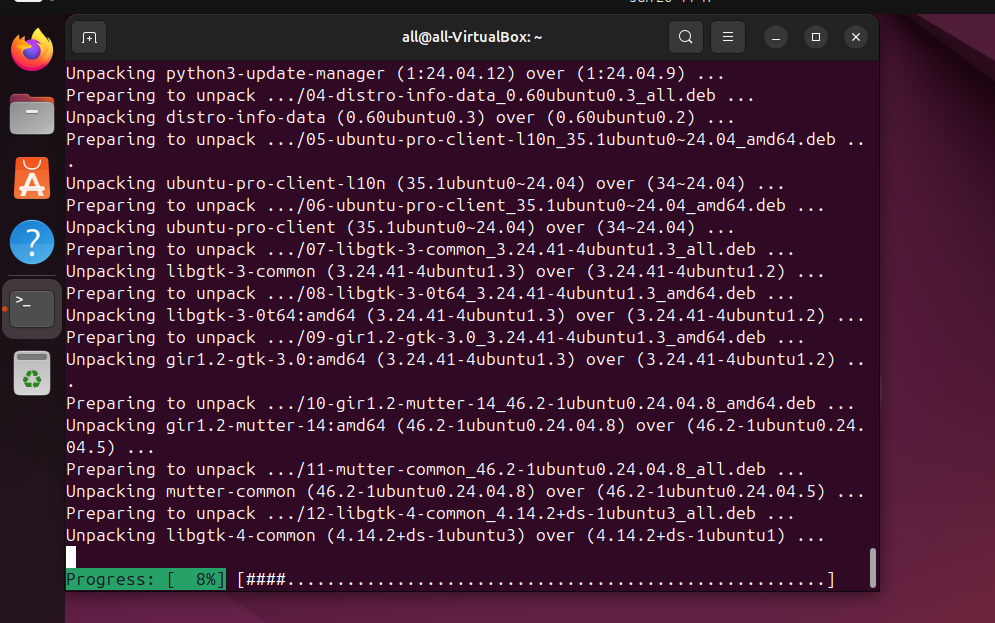 all@all-VirtualBox: ~
Unpacking python3-update-manager (1:24.04.12) over (1:24.04.9) ...
Preparing to unpack .../04-distro-info-data_0.60ubuntu0.3_all.deb ...
Unpacking distro-info-data (0.60ubuntu0.3) over (0.60ubuntu0.2) ...
Preparing to unpack .../05-ubuntu-pro-client-l10n_35.1ubuntu0~24.04_amd64.deb ..
.
Unpacking ubuntu-pro-client-l10n (35.1ubuntu0~24.04) over (34~24.04) ...
Preparing to unpack .../06-ubuntu-pro-client_35.1ubuntu0~24.04_amd64.deb ...
Unpacking ubuntu-pro-client (35.1ubuntu0~24.04) over (34~24.04) ...
Preparing to unpack .../07-libgtk-3-common_3.24.41-4ubuntu1.3_all.deb ...
Unpacking libgtk-3-common (3.24.41-4ubuntu1.3) over (3.24.41-4ubuntu1.2) ...
Preparing to unpack .../08-libgtk-3-0t64_3.24.41-4ubuntu1.3_amd64.deb ...
Unpacking libgtk-3-0t64:amd64 (3.24.41-4ubuntu1.3) over (3.24.41-4ubuntu1.2) ...
Preparing to unpack .../09-gir1.2-gtk-3.0_3.24.41-4ubuntu1.3_amd64.deb ...
Unpacking gir1.2-gtk-3.0:amd64 (3.24.41-4ubuntu1.3) over (3.24.41-4ubuntu1.2) ..
.
Preparing to unpack .../10-gir1.2-mutter-14_46.2-1ubuntu0.24.04.8_amd64.deb ...
Unpacking gir1.2-mutter-14:amd64 (46.2-1ubuntu0.24.04.8) over (46.2-1ubuntu0.24.
04.5) ...
Preparing to unpack .../11-mutter-common_46.2-1ubuntu0.24.04.8_all.deb ...
Unpacking mutter-common (46.2-1ubuntu0.24.04.8) over (46.2-1ubuntu0.24.04.5) ...
Preparing to unpack .../12-libgtk-4-common_4.14.2+ds-1ubuntu3_all.deb ...
Unpacking libgtk-4-common (4.14.2+ds-1ubuntu3) over (4.14.2+ds-1ubuntu1) ...
Progress: [  8%] [####......................................................]